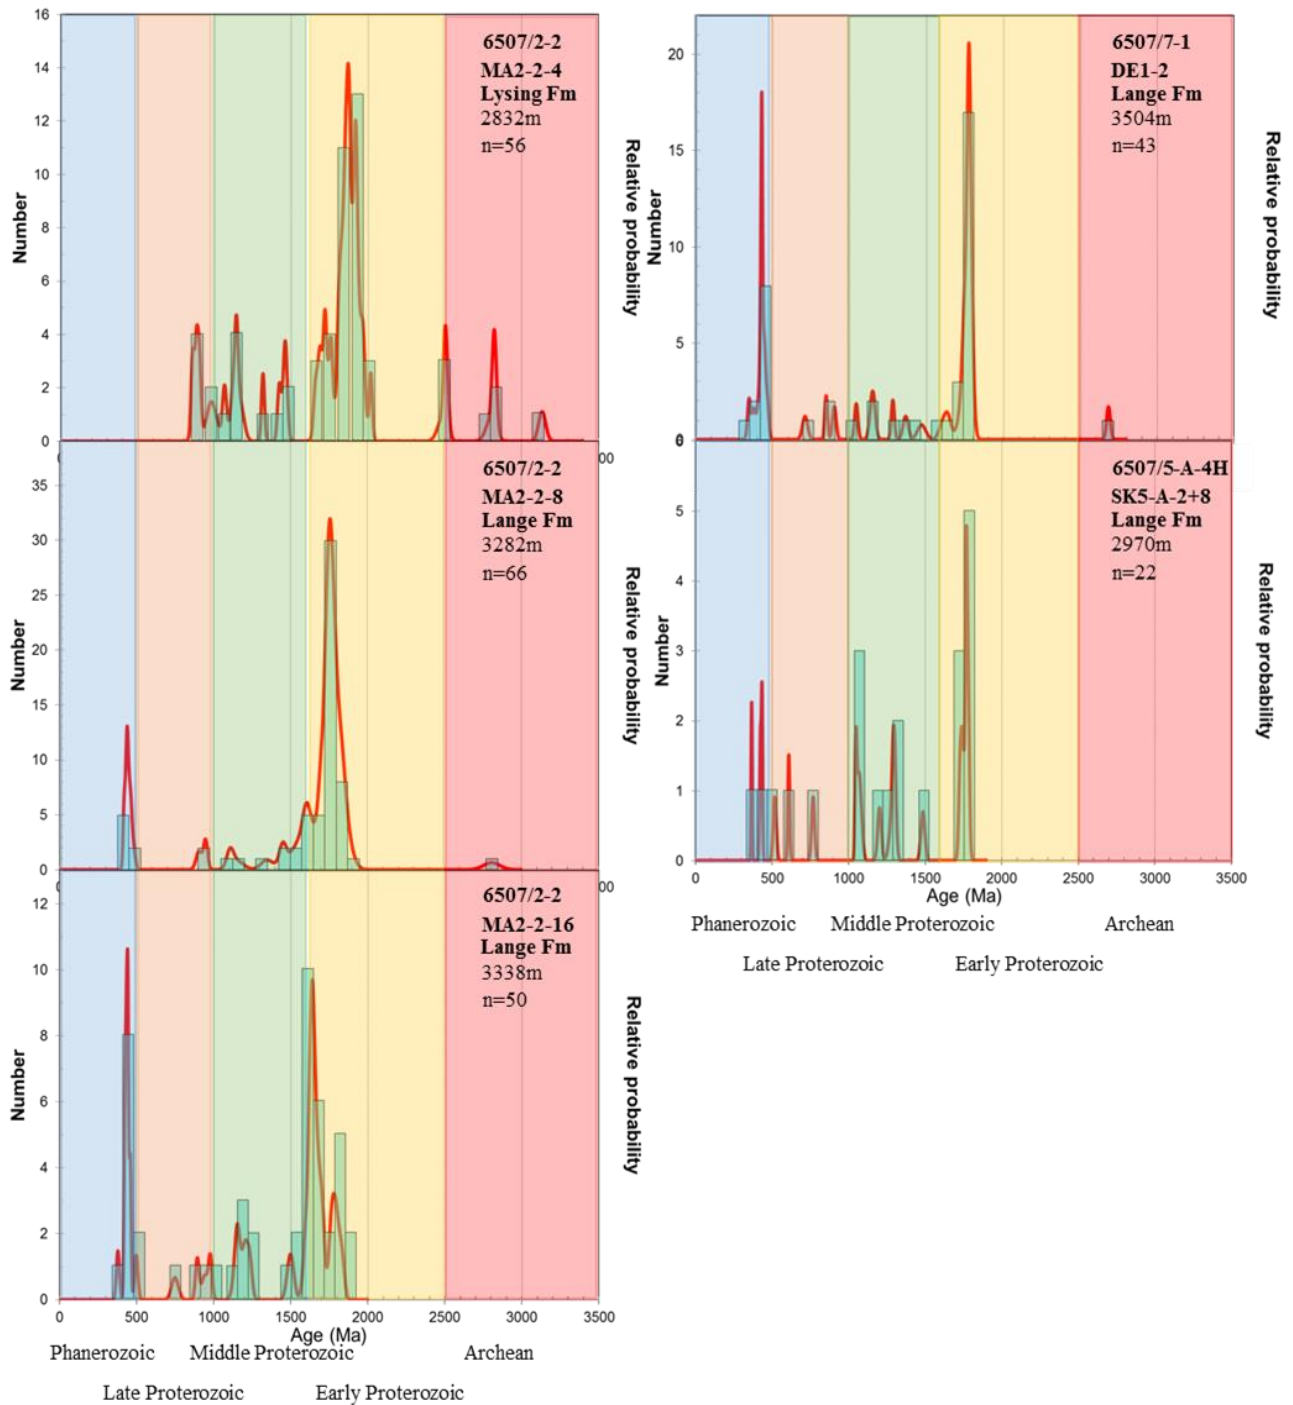 16
14
12
10
8
6
4
2
0
Number
6507/2-2
MA2-2-4
Lysing Fm
2832m
n=56
Relative probability
00
35
30
25
20
15
10
5
0
Number
6507/2-2
MA2-2-8
Lange Fm
3282m
n=66
Relative probability
00
12
10
8
6
4
2
0
Number
6507/2-2
MA2-2-16
Lange Fm
3338m
n=50
Relative probability
0 500 1000 1500 2000 2500 3000 3500
Age (Ma)
Phanerozoic Middle Proterozoic Archean
Late Proterozoic Early Proterozoic
20
15
10
5
Number
6507/7-1
DE1-2
Lange Fm
3504m
n=43
Relative probability
5
4
3
2
1
0
Number
6507/5-A-4H
SK5-A-2+8
Lange Fm
2970m
n=22
Relative probability
0 500 1000 1500 2000 2500 3000 3500
Age (Ma)
Phanerozoic Middle Proterozoic Archean
Late Proterozoic Early Proterozoic